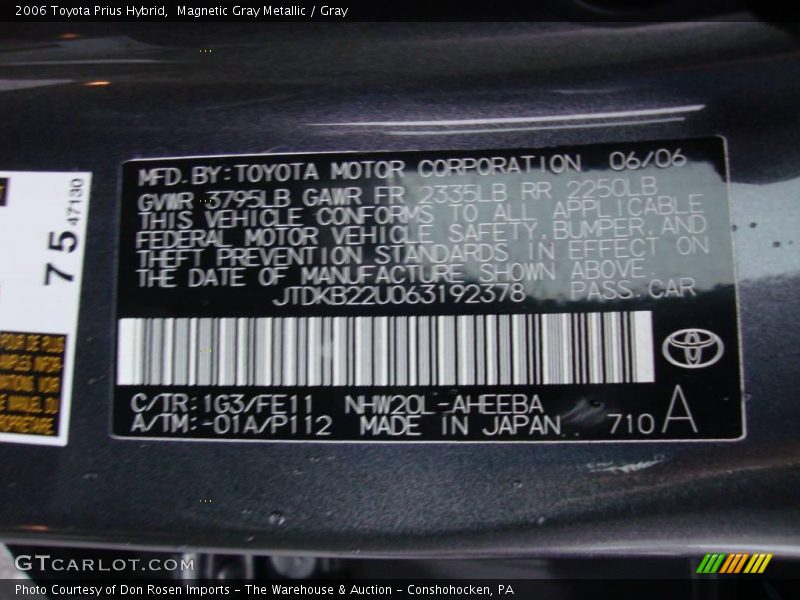 2006 Toyota Prius Hybrid,  Magnetic Gray Metallic / Gray
MFD. BY: TOYOTA MOTOR CORPORATION 06/06
GVWR 3795LB GAWR FR 2335LB RR 2250LB
THIS VEHICLE CONFORMS TO ALL APPLICABLE
FEDERAL MOTOR VEHICLE SAFETY, BUMPER, AND
THEFT PREVENTION STANDARDS IN EFFECT ON
THE DATE OF MANUFACTURE SHOWN ABOVE.
JTDKB22U063192378 PASS. CAR
C/TR: 1G3/FE11 NHW20L-AHEEBA
A/TM: -01A/P112 MADE IN JAPAN 710 A
75 47130
GTCARLOT.COM
Photo Courtesy of Don Rosen Imports - The Warehouse & Auction - Conshohocken, PA